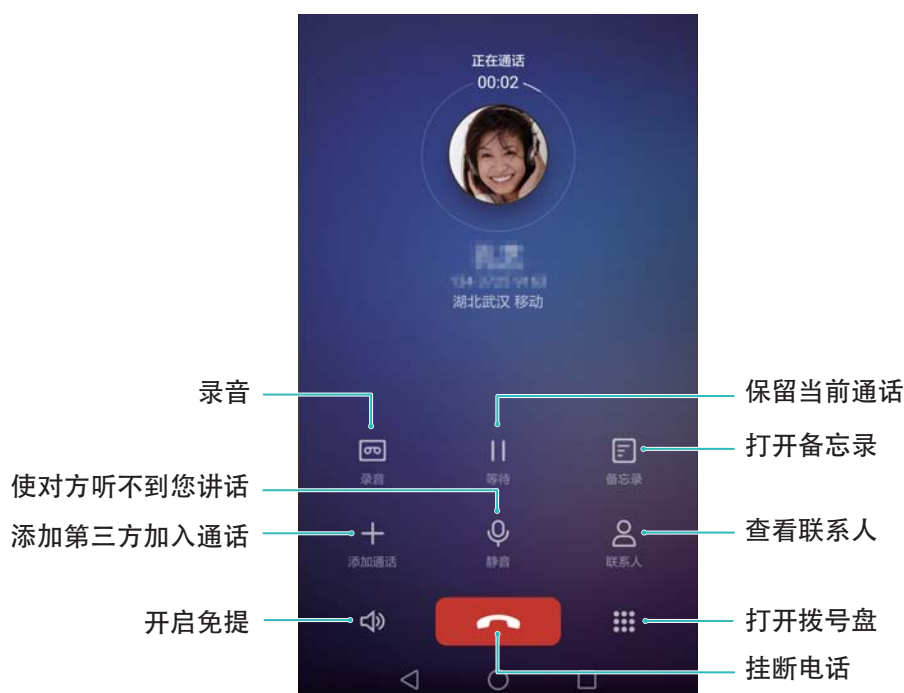 正在通话
00:02
湖北武汉 移动
录音
保留当前通话
打开备忘录
录音
等待
备忘录
使对方听不到您讲话
添加第三方加入通话
查看联系人
添加通话
静音
联系人
开启免提
打开拨号盘
挂断电话